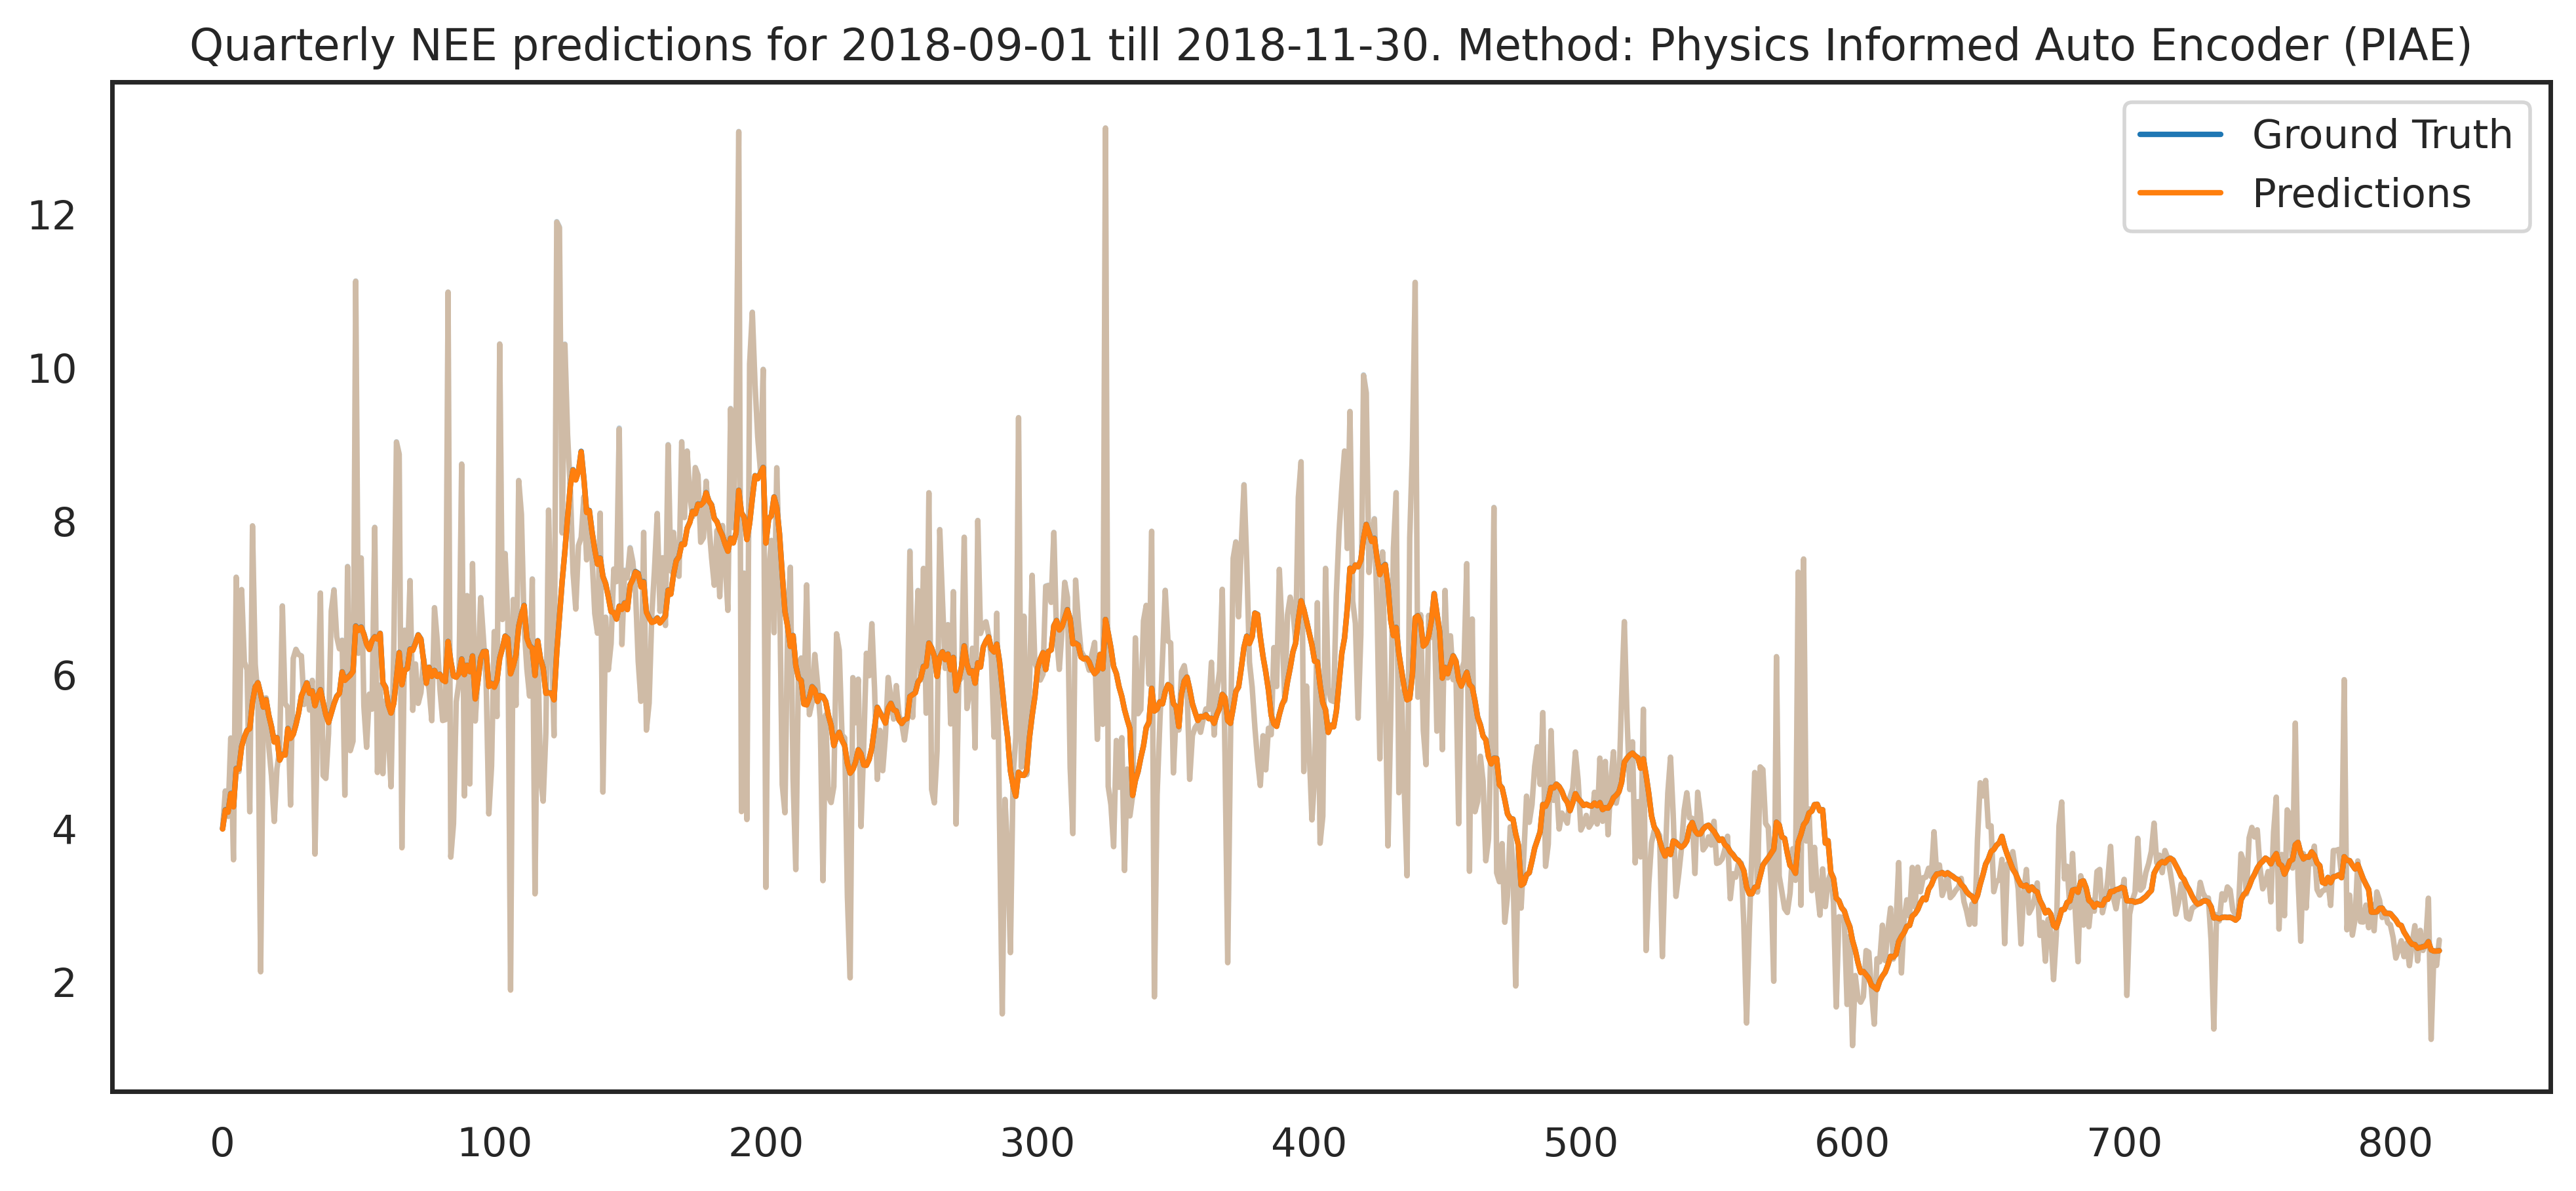 Quarterly NEE predictions for 2018-09-01 till 2018-11-30. Method: Physics Informed Auto Encoder (PIAE)
Ground Truth
Predictions
12
10
8
6
4
2
0 100 200 300 400 500 600 700 800